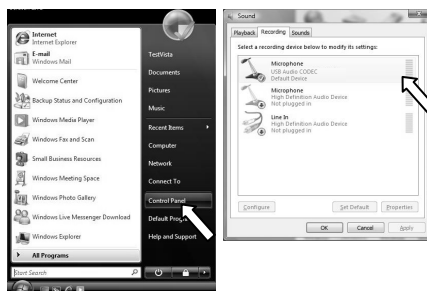 Internet
Internet Explorer
E-mail
Windows Mail
Welcome Center
Backup Status and Configuration
Windows Media Player
Windows Fax and Scan
Small Business Resources
Windows Meeting Space
Windows Photo Gallery
Windows Live Messenger Download
Windows Explorer
All Programs
Start Search
TestVista
Documents
Pictures
Music
Recent Items
Computer
Network
Connect To
Control Panel
Default
Help and Support
Sound
Playback Recording Sounds
Select a recording device below to modify its settings:
Microphone
USB Audio CODEC
Default Device
Microphone
High Definition Audio Device
Not plugged in
Line In
High Definition Audio Device
Not plugged in
Configure Set Default Properties
OK Cancel Apply